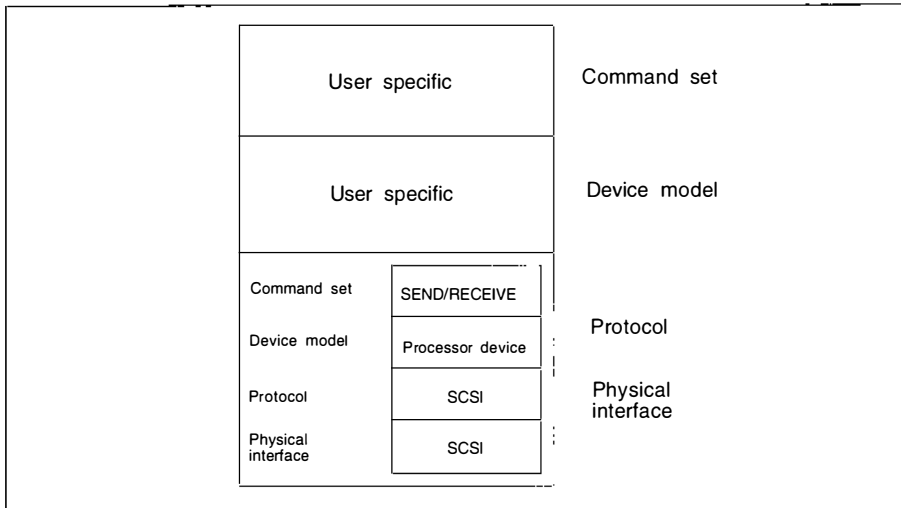 User specific
Command set
User specific
Device model
Command set
SEND/RECEIVE
Device model
Processor device
Protocol
Protocol
SCSI
Physical
interface
Physical
interface
SCSI